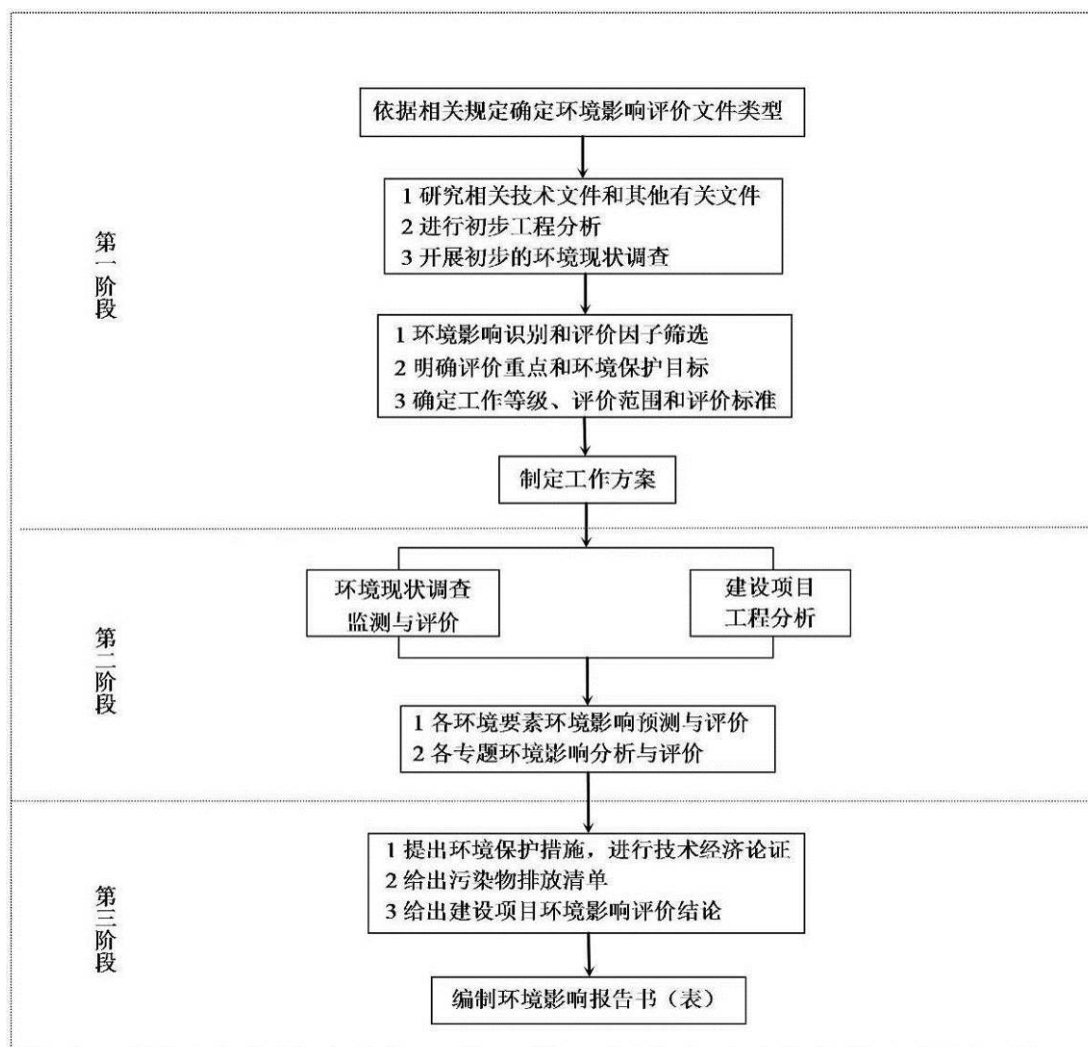 依据相关规定确定环境影响评价文件类型
第一阶段
1 研究相关技术文件和其他有关文件
2 进行初步工程分析
3 开展初步的环境现状调查
1 环境影响识别和评价因子筛选
2 明确评价重点和环境保护目标
3 确定工作等级、评价范围和评价标准
制定工作方案
第二阶段
环境现状调查
监测与评价
建设项目
工程分析
1 各环境要素环境影响预测与评价
2 各专题环境影响分析与评价
第三阶段
1 提出环境保护措施，进行技术经济论证
2 给出污染物排放清单
3 给出建设项目环境影响评价结论
编制环境影响报告书（表）